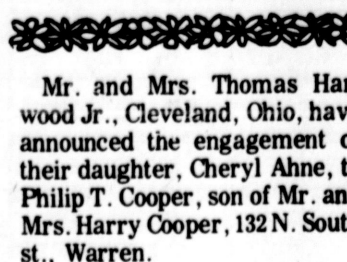 Mr. and Mrs. Thomas Har
wood Jr., Cleveland, Ohio, hav
announced the engagement o
their daughter, Cheryl Ahne, t
Philip T. Cooper, son of Mr. an
Mrs. Harry Cooper, 132 N. Sout
st., Warren.